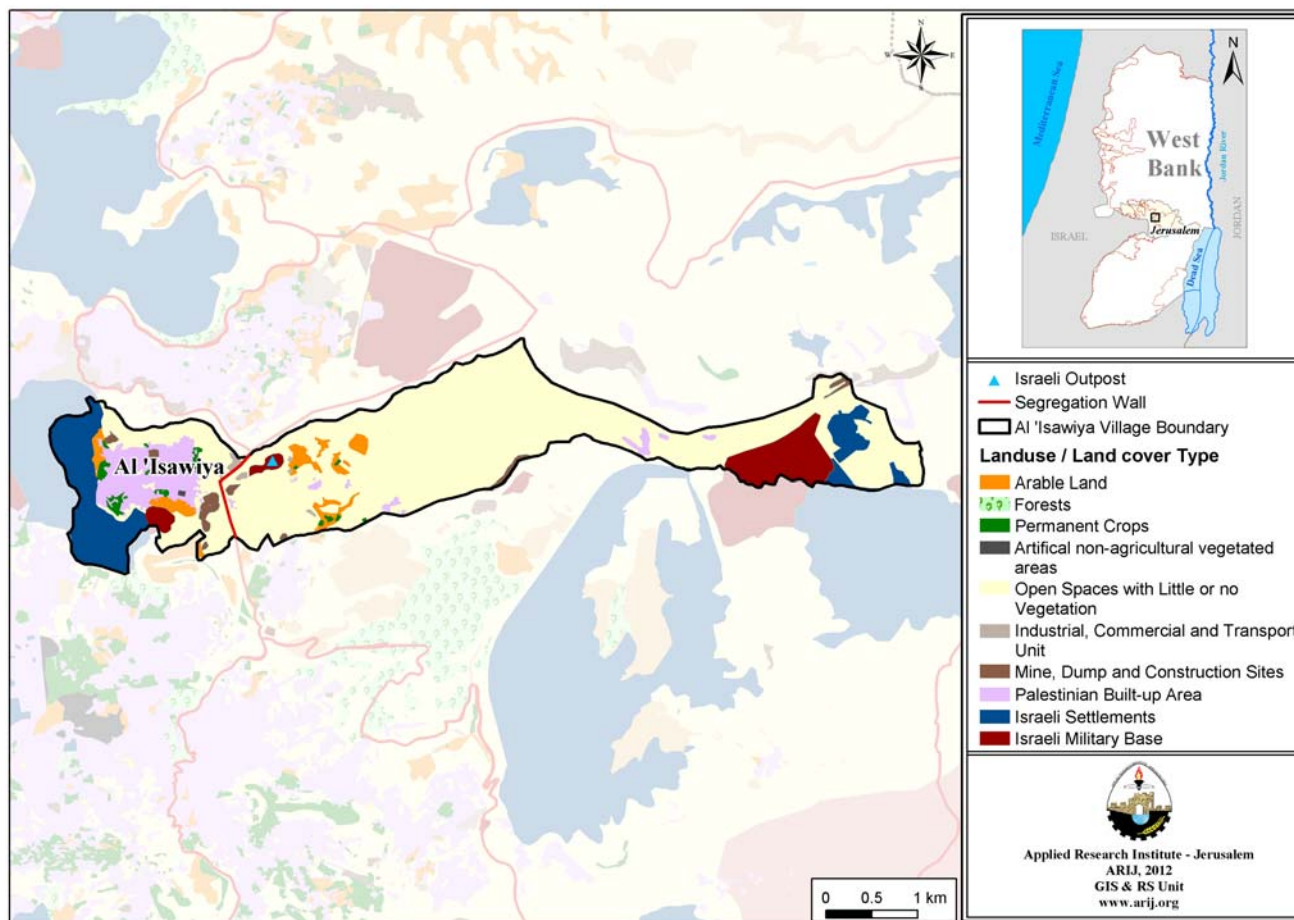 N
W
E
S
Al 'Isawiya
0 0.5 1 km
N
Mediterranean Sea
West
Bank
Jordan River
Jerusalem
ISRAEL
JORDAN
Dead Sea
Israeli Outpost
Segregation Wall
Al 'Isawiya Village Boundary
Landuse / Land cover Type
Arable Land
Forests
Permanent Crops
Artifical non-agricultural vegetated
areas
Open Spaces with Little or no
Vegetation
Industrial, Commercial and Transport
Unit
Mine, Dump and Construction Sites
Palestinian Built-up Area
Israeli Settlements
Israeli Military Base
Applied Research Institute - Jerusalem
ARIJ, 2012
GIS & RS Unit
www.arij.org